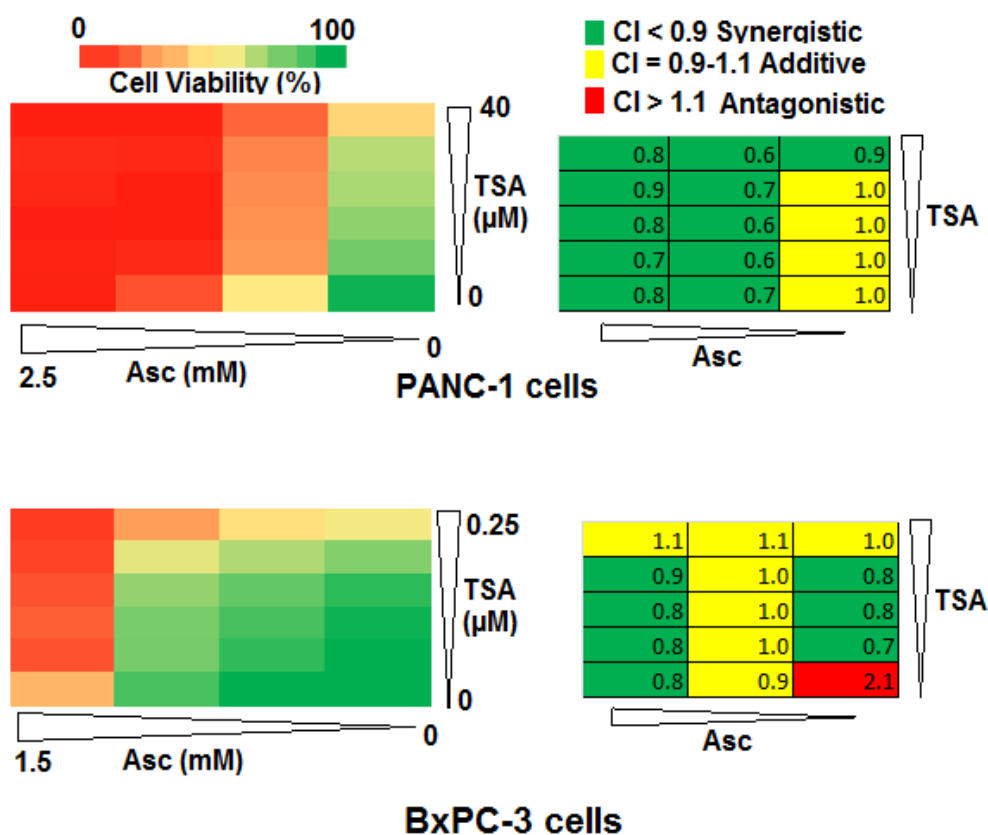 0 100
Cell Viability (%)
CI < 0.9 Synergistic
CI = 0.9-1.1 Additive
CI > 1.1 Antagonistic
40
TSA
(µM)
0
2.5 Asc (mM) 0
0.8 0.6 0.9
0.9 0.7 1.0
0.8 0.6 1.0
0.7 0.6 1.0
0.8 0.7 1.0
TSA
Asc
PANC-1 cells
0.25
TSA
(µM)
0
1.5 Asc (mM) 0
1.1 1.1 1.0
0.9 1.0 0.8
0.8 1.0 0.8
0.8 1.0 0.7
0.8 0.9 2.1
TSA
Asc
BxPC-3 cells